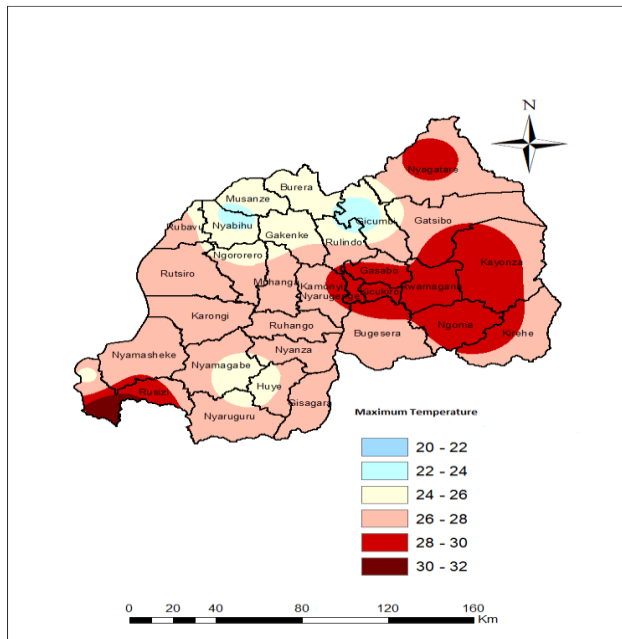 N
Nyagatare
Burera
Musanze
Gicumbi
Gatsibo
Rubavu
Nyabihu
Gakenke
Rulindo
Ngororero
Kayonza
Rutsiro
Gasabo
Muhanga
Kamonyi
Rwamagana
Nyarugenge
Kicukiro
Karongi
Ruhango
Bugesera
Ngoma
Kirehe
Nyamasheke
Nyanza
Nyamagabe
Huye
Rusizi
Gisagara
Nyaruguru
Maximum Temperature
20 - 22
22 - 24
24 - 26
26 - 28
28 - 30
30 - 32
0 20 40 80 120 160
Km